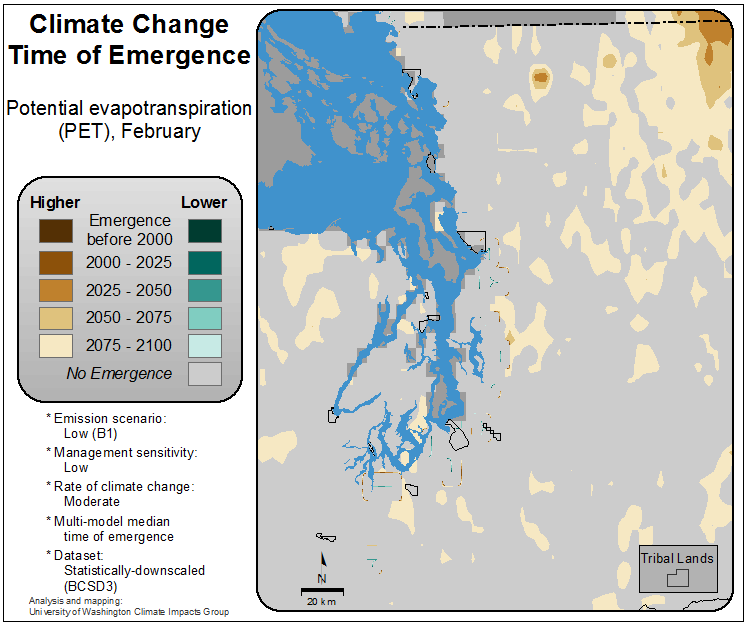 Climate Change
Time of Emergence
Potential evapotranspiration
(PET), February
Higher
Lower
Emergence
before 2000
2000 - 2025
2025 - 2050
2050 - 2075
2075 - 2100
No Emergence
* Emission scenario:
Low (B1)
* Management sensitivity:
Low
* Rate of climate change:
Moderate
* Multi-model median
time of emergence
* Dataset:
Statistically-downscaled
(BCSD3)
Analysis and mapping:
University of Washington Climate Impacts Group
N
20 km
Tribal Lands